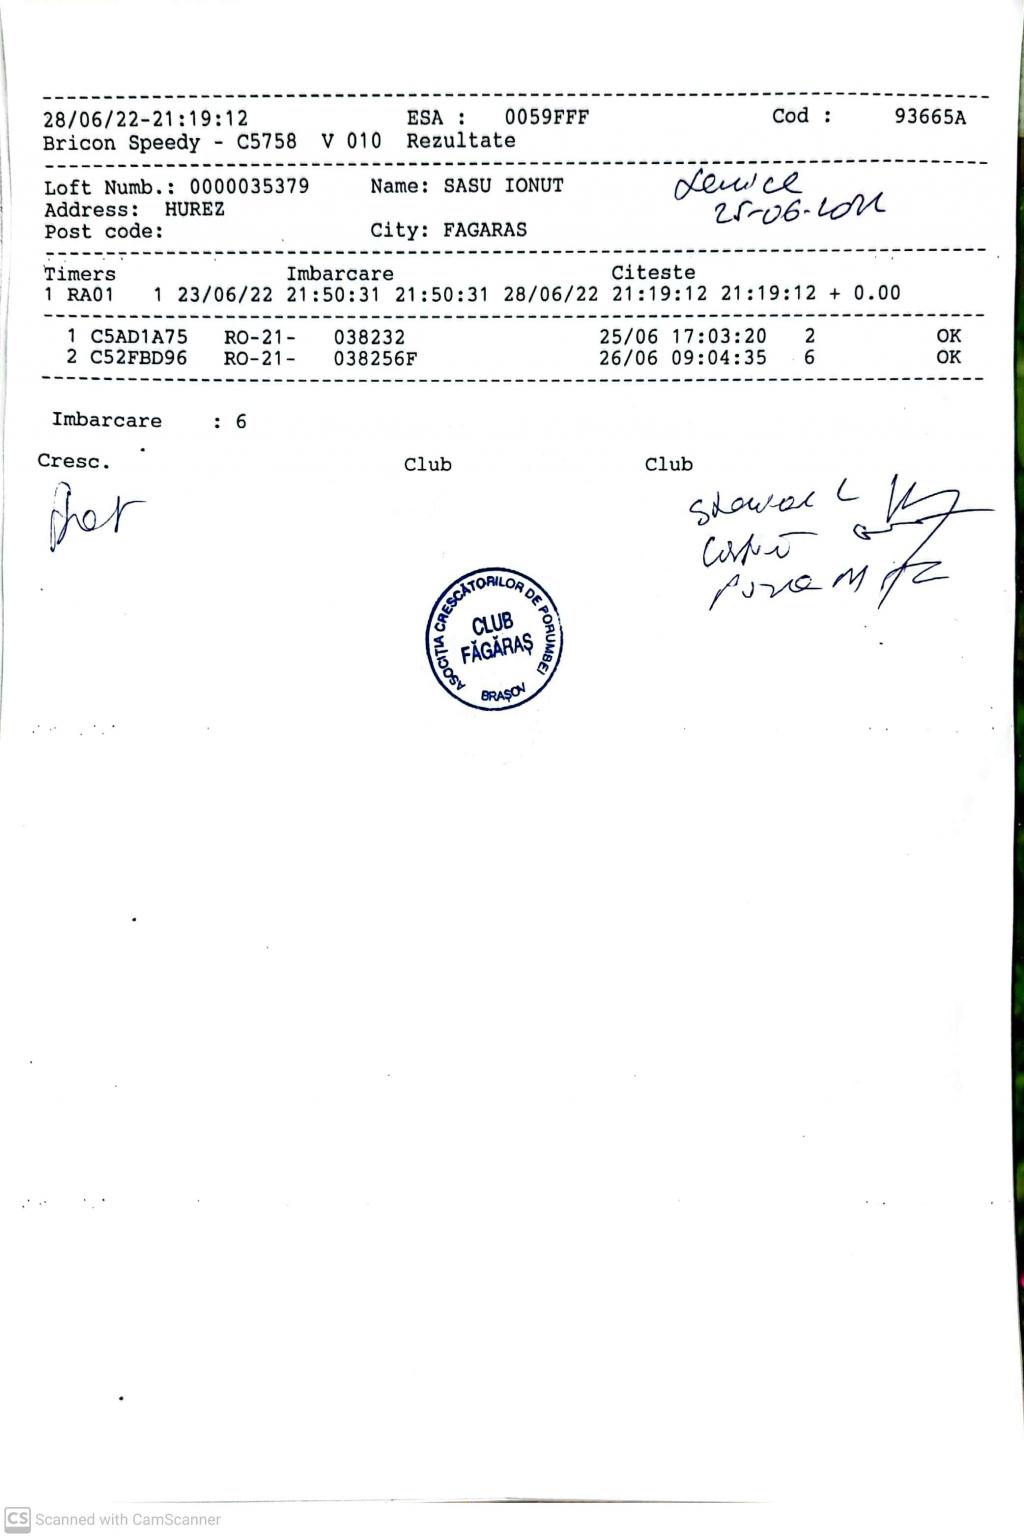 28/06/22-21:19:12 ESA : 0059FFF Cod : 93665A
Bricon Speedy - C5758 V 010 Rezultate
Loft Numb.: 0000035379 Name: SASU IONUT
Address: HUREZ
25-06-2022
Post code: City: FAGARAS
Timers Imbarcare Citeste
1 RA01 1 23/06/22 21:50:31 21:50:31 28/06/22 21:19:12 21:19:12 + 0.00
1 C5AD1A75 RO-21- 038232 25/06 17:03:20 2 OK
2 C52FBD96 RO-21- 038256F 26/06 09:04:35 6 OK
Imbarcare : 6
Cresc. Club Club
ASOCIȚIA CRESCĂTORILOR DE PORUMBEI
CLUB
FĂGĂRAȘ
BRAȘOV
CS Scanned with CamScanner